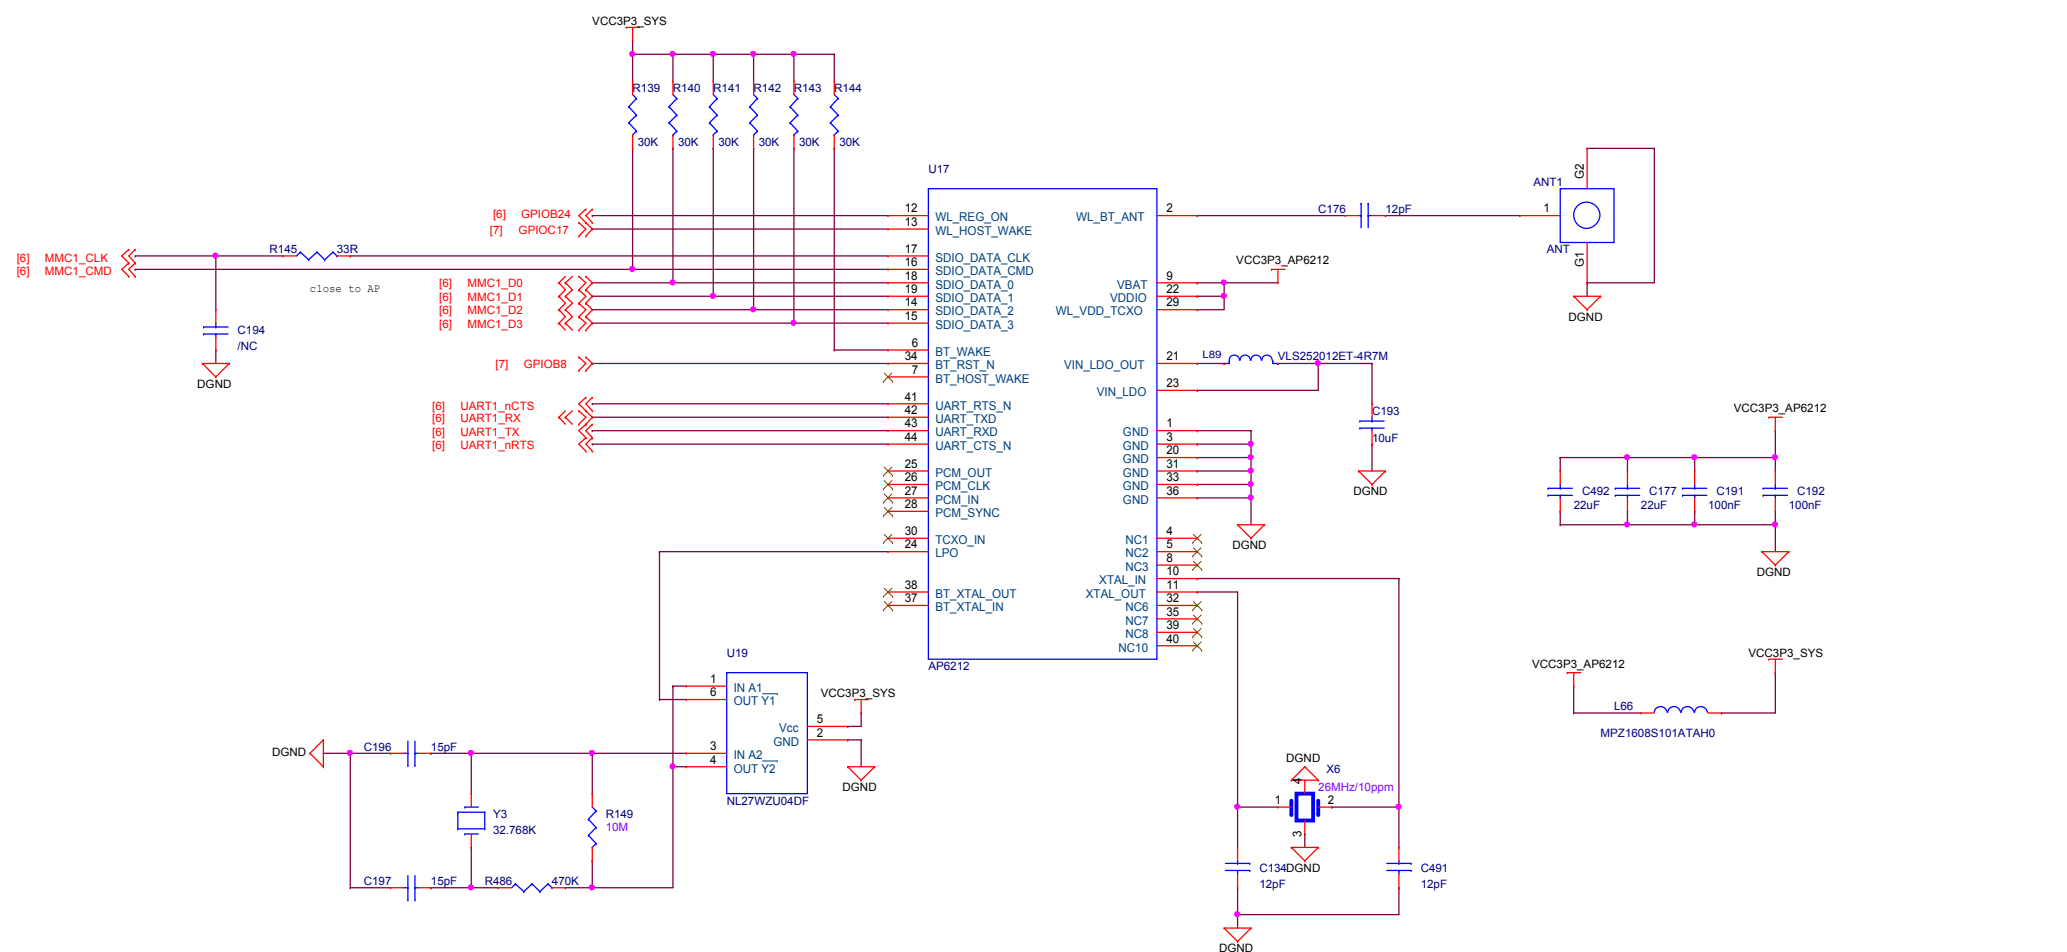 VCC3P3_SYS
R139 R140 R141 R142 R143 R144
30K 30K 30K 30K 30K 30K
U17
[6] GPIOB24
[7] GPIOC17
[6] MMC1_CLK
[6] MMC1_CMD
R145 33R
close to AP
C194
/NC
DGND
[6] MMC1_D0
[6] MMC1_D1
[6] MMC1_D2
[6] MMC1_D3
[7] GPIOB8
[6] UART1_nCTS
[6] UART1_RX
[6] UART1_TX
[6] UART1_nRTS
12 WL_REG_ON
13 WL_HOST_WAKE
17 SDIO_DATA_CLK
16 SDIO_DATA_CMD
18 SDIO_DATA_0
19 SDIO_DATA_1
14 SDIO_DATA_2
15 SDIO_DATA_3
6 BT_WAKE
34 BT_RST_N
7 BT_HOST_WAKE
41 UART_RTS_N
42 UART_TXD
43 UART_RXD
44 UART_CTS_N
25 PCM_OUT
26 PCM_CLK
27 PCM_IN
28 PCM_SYNC
30 TCXO_IN
24 LPO
38 BT_XTAL_OUT
37 BT_XTAL_IN
AP6212
WL_BT_ANT 2
VBAT 9
VDDIO 22
WL_VDD_TCXO 29
VIN_LDO_OUT 21
VIN_LDO 23
GND 1
GND 3
GND 20
GND 31
GND 33
GND 36
NC1 4
NC2 5
NC3 8
XTAL_IN 10
XTAL_OUT 11
NC6 32
NC7 35
NC8 39
NC10 40
C176 12pF
ANT1
G2
1
ANT
G1
DGND
VCC3P3_AP6212
L89 VLS252012ET-4R7M
C193
10uF
DGND
DGND
VCC3P3_AP6212
C492 C177 C191 C192
22uF 22uF 100nF 100nF
DGND
VCC3P3_AP6212 VCC3P3_SYS
L66
MPZ1608S101ATAH0
U19
1 IN A1
6 OUT Y1
3 IN A2
4 OUT Y2
Vcc 5
GND 2
NL27WZU04DF
VCC3P3_SYS
DGND
DGND C196 15pF
Y3
32.768K
R149
10M
C197 15pF R486 470K
DGND
X6
26MHz/10ppm
4
1 2
3
DGND
C134
12pF
C491
12pF
DGND